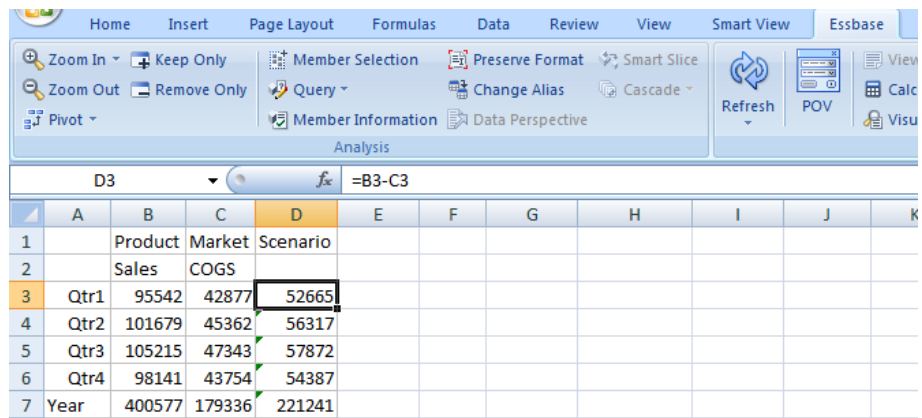 Home Insert Page Layout Formulas Data Review View Smart View Essbase
Zoom In Keep Only Member Selection Preserve Format Smart Slice View
Zoom Out Remove Only Query Change Alias Cascade Refresh POV Calc
Pivot Member Information Data Perspective Visu
Analysis
D3 fx =B3-C3
A B C D E F G H I J K
1 Product Market Scenario
2 Sales COGS
3 Qtr1 95542 42877 52665
4 Qtr2 101679 45362 56317
5 Qtr3 105215 47343 57872
6 Qtr4 98141 43754 54387
7 Year 400577 179336 221241